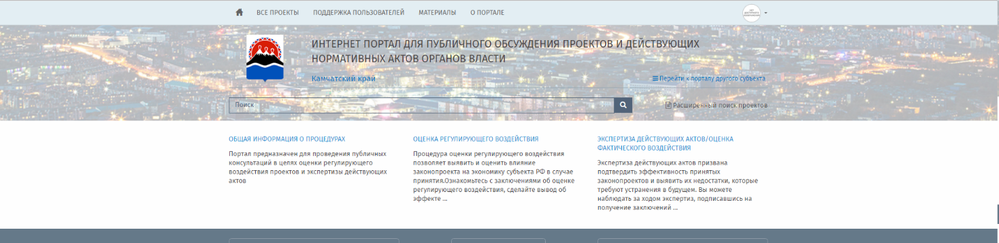 ВСЕ ПРОЕКТЫ ПОДДЕРЖКА ПОЛЬЗОВАТЕЛЕЙ МАТЕРИАЛЫ О ПОРТАЛЕ
ИНТЕРНЕТ ПОРТАЛ ДЛЯ ПУБЛИЧНОГО ОБСУЖДЕНИЯ ПРОЕКТОВ И ДЕЙСТВУЮЩИХ
НОРМАТИВНЫХ АКТОВ ОРГАНОВ ВЛАСТИ
Камчатский край
Перейти к порталу другого субъекта
Поиск
Расширенный поиск проектов
ОБЩАЯ ИНФОРМАЦИЯ О ПРОЦЕДУРАХ
Портал предназначен для проведения публичных
консультаций в целях оценки регулирующего
воздействия проектов и экспертизы действующих
актов
ОЦЕНКА РЕГУЛИРУЮЩЕГО ВОЗДЕЙСТВИЯ
Процедура оценки регулирующего воздействия
позволяет выявить и оценить влияние
законопроекта на экономику субъекта РФ в случае
принятия.Ознакомьтесь с заключениями об оценке
регулирующего воздействия, сделайте вывод об
эффекте ...
ЭКСПЕРТИЗА ДЕЙСТВУЮЩИХ АКТОВ/ОЦЕНКА
ФАКТИЧЕСКОГО ВОЗДЕЙСТВИЯ
Экспертиза действующих актов призвана
подтвердить эффективность принятых
законопроектов и выявить их недостатки, которые
требуют устранения в будущем. Вы можете
наблюдать за ходом экспертиз, подписавшись на
получение заключений ...